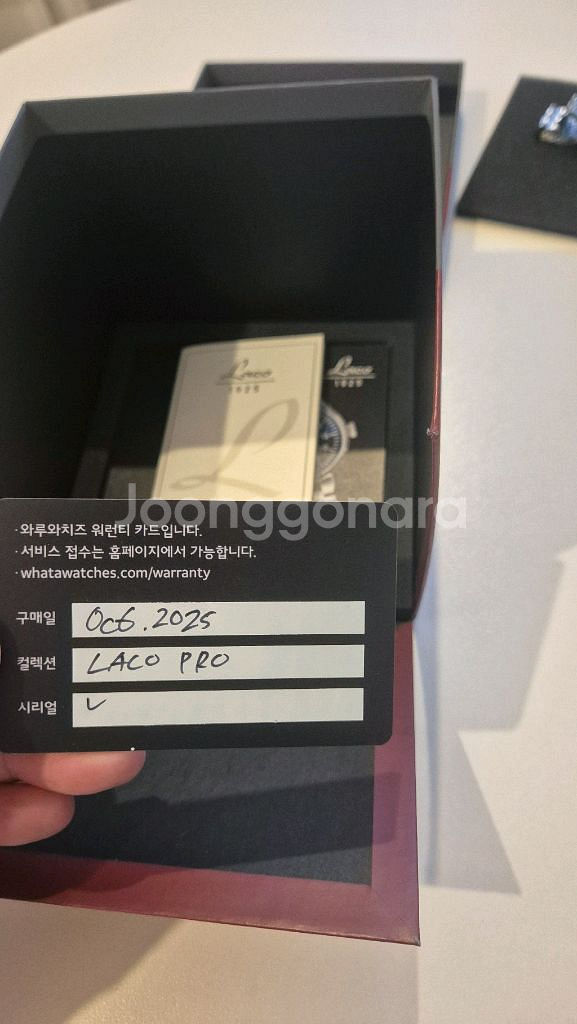 Laco
1925
Laco
1925
L
Joonggonara
· 와루와치즈 워런티 카드입니다.
· 서비스 접수는 홈페이지에서 가능합니다.
· whatawatches.com/warranty
구매일 Oct. 2025
컬렉션 LACO PRO
시리얼 ✓